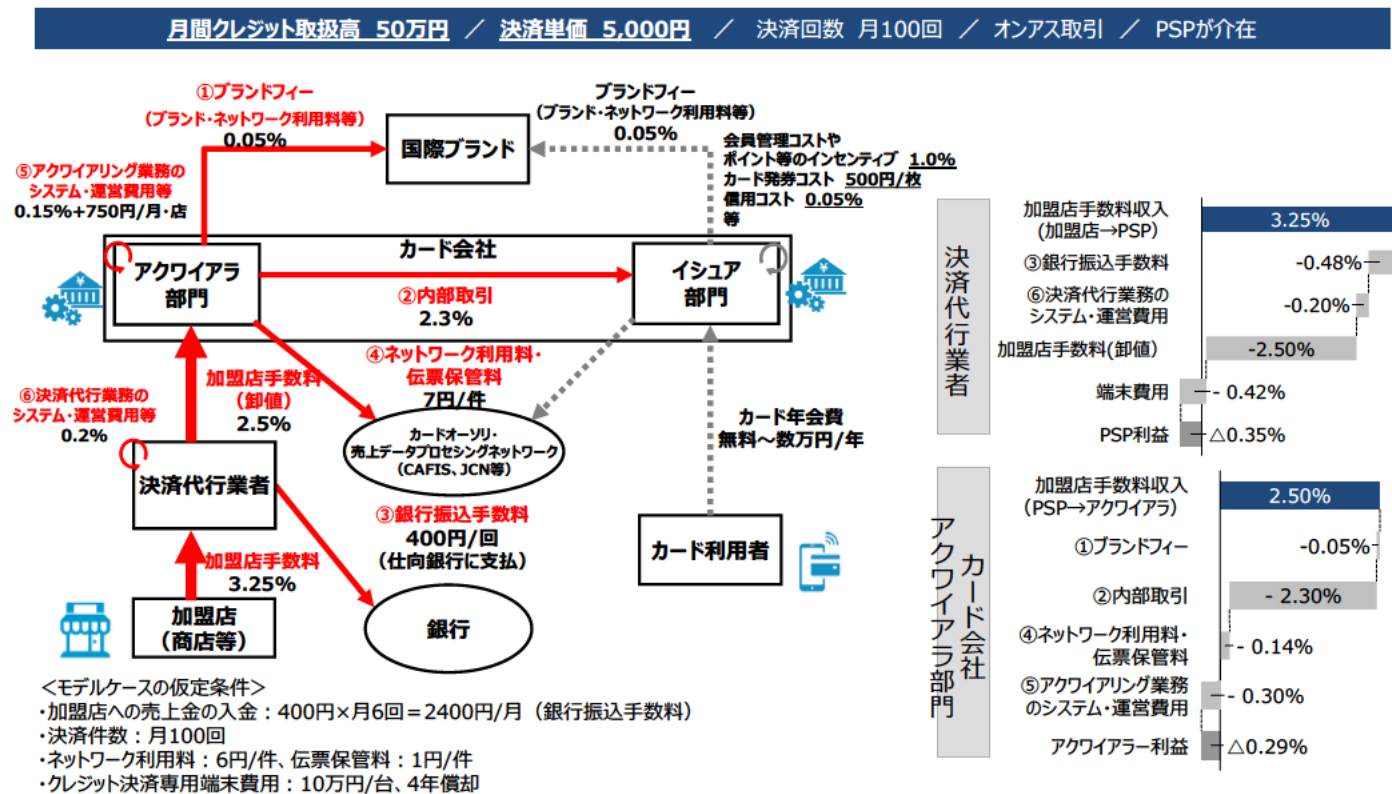 月間クレジット取扱高 50万円 ／ 決済単価 5,000円 ／ 決済回数 月100回 ／ オンアス取引 ／ PSPが介在
①ブランドフィー
（ブランド・ネットワーク利用料等）
0.05%
ブランドフィー
（ブランド・ネットワーク利用料等）
0.05%
国際ブランド
会員管理コストや
ポイント等のインセンティブ 1.0%
カード発券コスト 500円/枚
信用コスト 0.05%
等
⑤アクワイアリング業務の
システム・運営費用等
0.15%+750円/月・店
カード会社
アクワイアラ
部門
イシュア
部門
②内部取引
2.3%
④ネットワーク利用料・
伝票保管料
7円/件
加盟店手数料
（卸値）
2.5%
⑥決済代行業務の
システム・運営費用等
0.2%
カードオーソリ・
売上データプロセシングネットワーク
（CAFIS、JCN等）
カード年会費
無料～数万円/年
決済代行業者
③銀行振込手数料
400円/回
（仕向銀行に支払）
カード利用者
加盟店手数料
3.25%
加盟店
（商店等）
銀行
＜モデルケースの仮定条件＞
・加盟店への売上金の入金：400円×月6回＝2400円/月（銀行振込手数料）
・決済件数：月100回
・ネットワーク利用料：6円/件、伝票保管料：1円/件
・クレジット決済専用端末費用：10万円/台、4年償却
決済代行業者
加盟店手数料収入
(加盟店→PSP）
3.25%
③銀行振込手数料
-0.48%
⑥決済代行業務の
システム・運営費用
-0.20%
加盟店手数料(卸値）
-2.50%
端末費用
- 0.42%
PSP利益
△0.35%
カード会社
アクワイアラ部門
加盟店手数料収入
（PSP→アクワイアラ）
2.50%
①ブランドフィー
-0.05%
②内部取引
- 2.30%
④ネットワーク利用料・
伝票保管料
- 0.14%
⑤アクワイアリング業務
のシステム・運営費用
- 0.30%
アクワイアラー利益
△0.29%